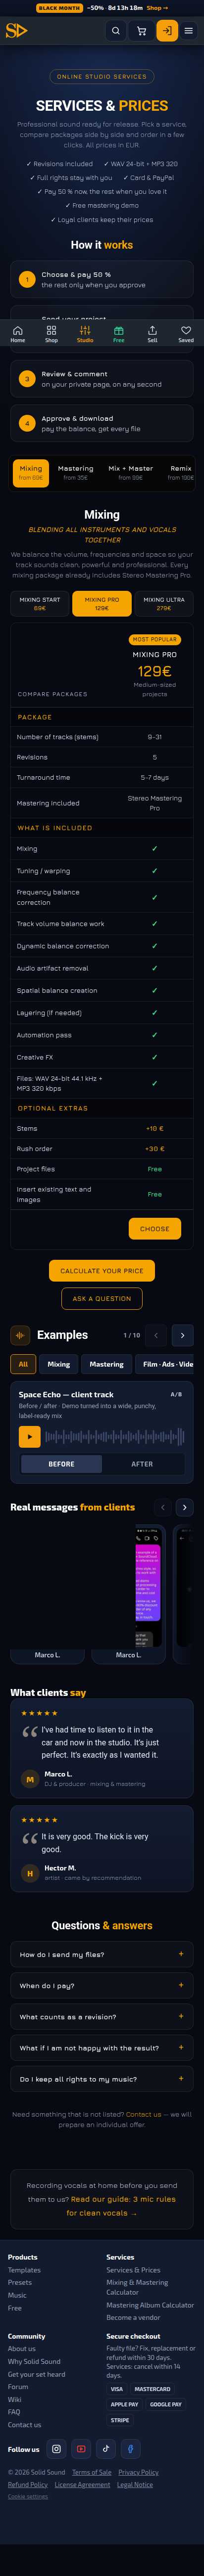 BLACK MONTH -50% · 8d 13h 18m Shop →
SD
ONLINE STUDIO SERVICES
SERVICES & PRICES
Professional sound ready for release. Pick a service,
compare packages side by side and order in a few
clicks. All prices in EUR.
✓ Revisions included ✓ WAV 24-bit + MP3 320
✓ Full rights stay with you ✓ Card & PayPal
✓ Pay 50 % now, the rest when you love it
✓ Free mastering demo
✓ Loyal clients keep their prices
How it works
1 Choose & pay 50 %
the rest only when you approve
Send your project
Home Shop Studio Free Sell Saved
3 Review & comment
on your private page, on any second
4 Approve & download
pay the balance, get every file
Mixing Mastering Mix + Master Remix
from 69€ from 35€ from 99€ from 190€
Mixing
BLENDING ALL INSTRUMENTS AND VOCALS
TOGETHER
We balance the volume, frequencies and space so your
track sounds clean, powerful and professional. Every
mixing package already includes Stereo Mastering Pro.
MIXING START MIXING PRO MIXING ULTRA
69€ 129€ 279€
MOST POPULAR
MIXING PRO
129€
Medium-sized
projects
COMPARE PACKAGES
PACKAGE
Number of tracks (stems) 9–31
Revisions 5
Turnaround time 5–7 days
Mastering included Stereo Mastering
Pro
WHAT IS INCLUDED
Mixing ✓
Tuning / warping ✓
Frequency balance
correction ✓
Track volume balance work ✓
Dynamic balance correction ✓
Audio artifact removal ✓
Spatial balance creation ✓
Layering (if needed) ✓
Automation pass ✓
Creative FX ✓
Files: WAV 24-bit 44.1 kHz +
MP3 320 kbps ✓
OPTIONAL EXTRAS
Stems +10 €
Rush order +30 €
Project files Free
Insert existing text and
images Free
CHOOSE
CALCULATE YOUR PRICE
ASK A QUESTION
Examples 1 / 10
All Mixing Mastering Film · Ads · Vide
Space Echo — client track A/B
Before / after · Demo turned into a wide, punchy,
label-ready mix
BEFORE AFTER
Real messages from clients
Marco L. Marco L.
What clients say
★★★★★
I've had time to listen to it in the
car and now in the studio. It's just
perfect. It's exactly as I wanted it.
M Marco L.
DJ & producer · mixing & mastering
★★★★★
It is very good. The kick is very
good.
H Hector M.
artist · came by recommendation
Questions & answers
How do I send my files? +
When do I pay? +
What counts as a revision? +
What if I am not happy with the result? +
Do I keep all rights to my music? +
Need something that is not listed? Contact us — we will
prepare an individual offer.
Recording vocals at home before you send
them to us? Read our guide: 3 mic rules
for clean vocals →
Products
Templates
Presets
Music
Free
Services
Services & Prices
Mixing & Mastering
Calculator
Mastering Album Calculator
Become a vendor
Community
About us
Why Solid Sound
Get your set heard
Forum
Wiki
FAQ
Contact us
Secure checkout
Faulty file? Fix, replacement or
refund within 30 days.
Services: cancel within 14
days.
VISA MASTERCARD
APPLE PAY GOOGLE PAY
STRIPE
Follow us
© 2026 Solid Sound Terms of Sale Privacy Policy
Refund Policy License Agreement Legal Notice
Cookie settings